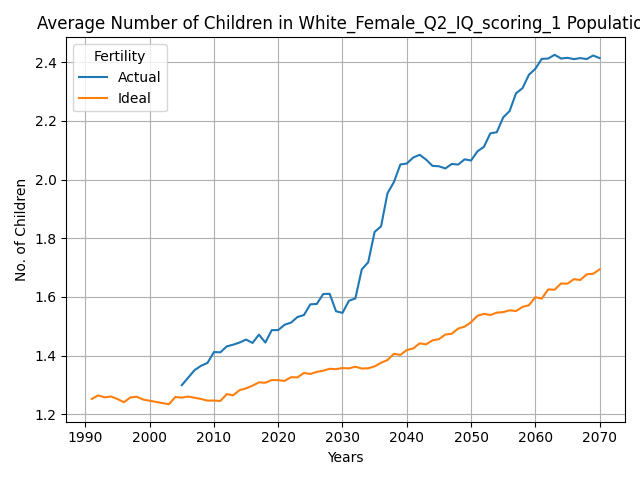 Average Number of Children in White_Female_Q2_IQ_scoring_1 Populatio
Fertility
Actual
Ideal
2.4
2.2
2.0
1.8
1.6
1.4
1.2
No. of Children
1990 2000 2010 2020 2030 2040 2050 2060 2070
Years